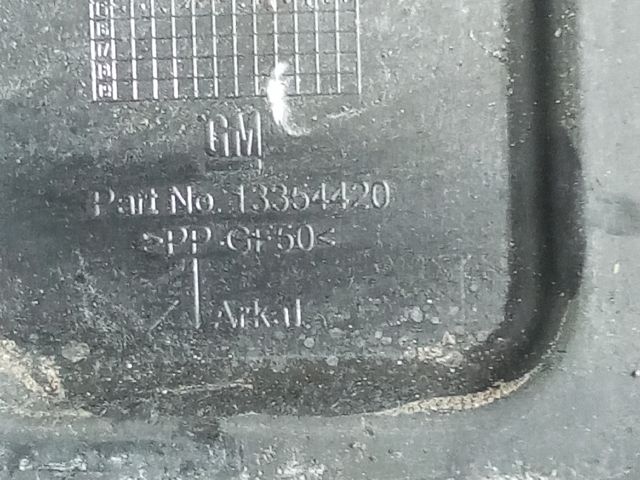 GM
Part No. 13354420
>PP-GF50<
Arkal